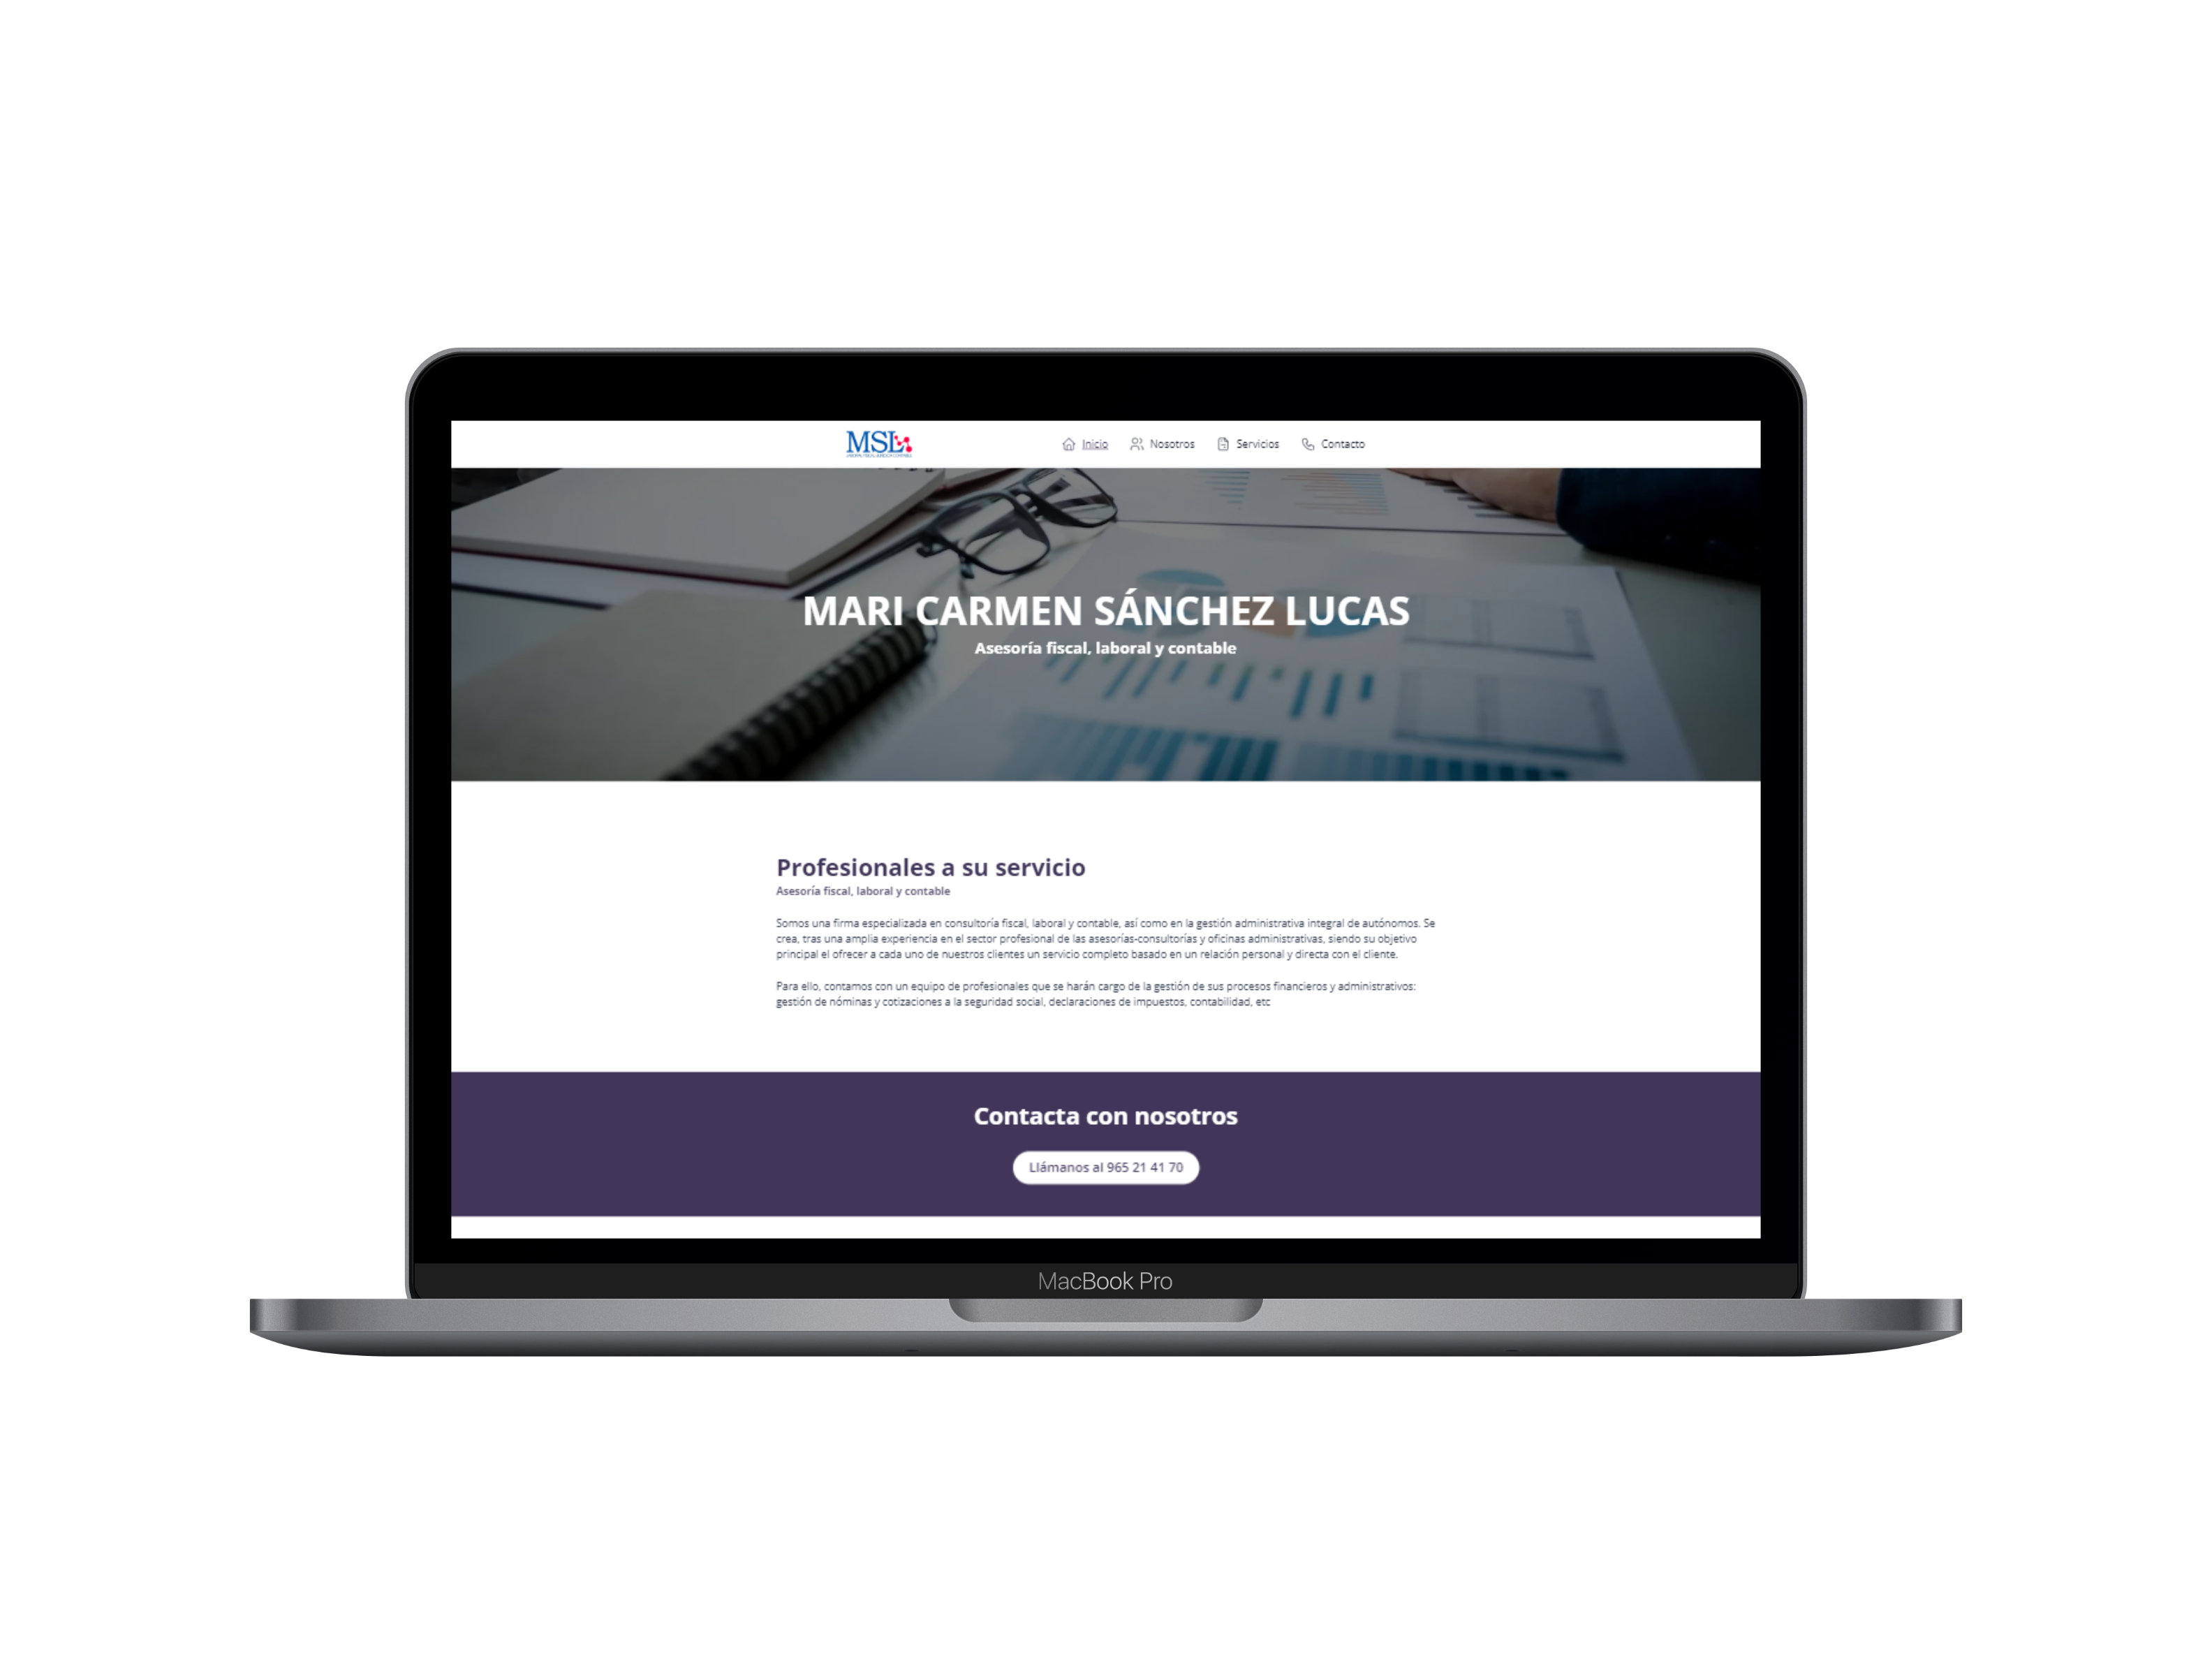 MSL
Inicio Nosotros Servicios Contacto
MARI CARMEN SÁNCHEZ LUCAS
Asesoría fiscal, laboral y contable
Profesionales a su servicio
Asesoría fiscal, laboral y contable
Somos una firma especializada en consultoría fiscal, laboral y contable, así como en la gestión administrativa integral de autónomos. Se
crea, tras una amplia experiencia en el sector profesional de las asesorías-consultorías y oficinas administrativas, siendo su objetivo
principal el ofrecer a cada uno de nuestros clientes un servicio completo basado en un relación personal y directa con el cliente.
Para ello, contamos con un equipo de profesionales que se harán cargo de la gestión de sus procesos financieros y administrativos:
gestión de nóminas y cotizaciones a la seguridad social, declaraciones de impuestos, contabilidad, etc
Contacta con nosotros
Llámanos al 965 21 41 70
MacBook Pro